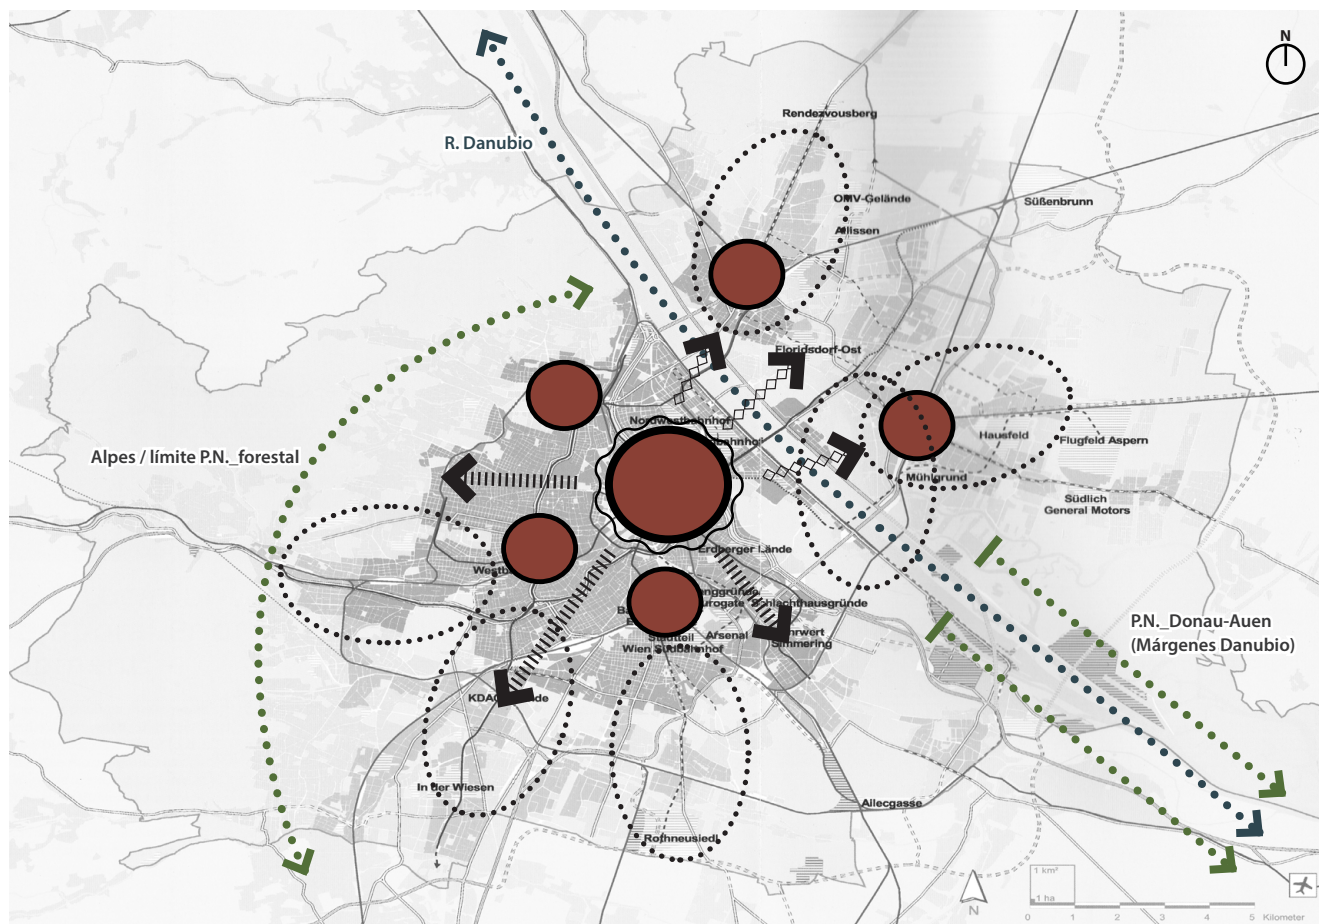 N
Rendezvousberg
R. Danubio
OMV-Gelände
Süßenbrunn
Allissen
Floridsdorf-Ost
Nordwestbahnhof
Hausfeld
Flugfeld Aspern
Alpes / límite P.N._forestal
Mühlgrund
Südlich
General Motors
Erdberger Lände
Schlachthausgründe
Arsenal
Simmering
Wien Südbahnhof
P.N._Donau-Auen
(Márgenes Danubio)
In der Wiesen
Allecgasse
Rothneusiedl
1 km²
1 ha
N
0 1 2 3 4 5 Kilometer